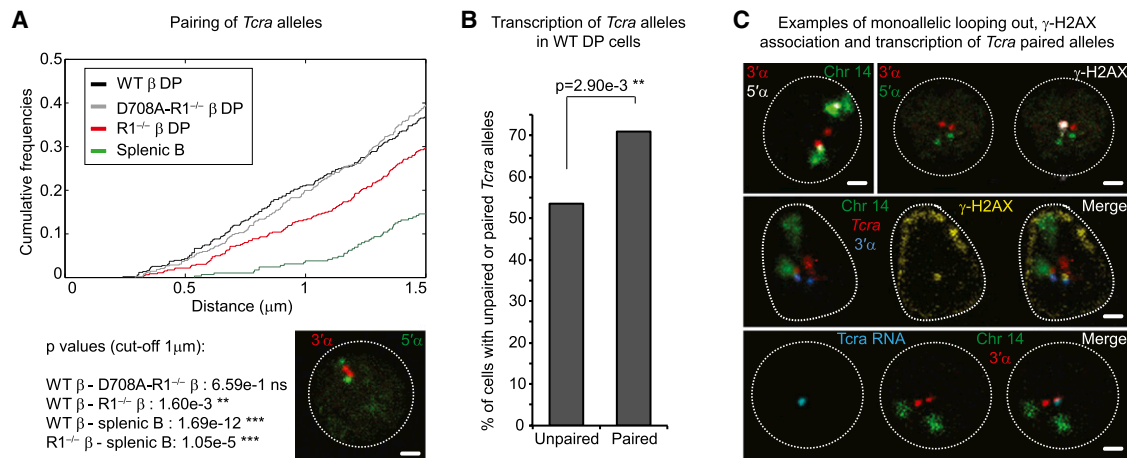 A
Pairing of Tcra alleles
0.5
0.4
0.3
0.2
0.1
0
Cumulative frequencies
WT β DP
D708A-R1⁻/⁻ β DP
R1⁻/⁻ β DP
Splenic B
0
0.5
1
1.5
Distance (μm)
p values (cut-off 1μm):
WT β - D708A-R1⁻/⁻ β : 6.59e-1 ns
WT β - R1⁻/⁻ β : 1.60e-3 **
WT β - splenic B : 1.69e-12 ***
R1⁻/⁻ β - splenic B: 1.05e-5 ***
3'α 5'α
B
Transcription of Tcra alleles
in WT DP cells
p=2.90e-3 **
70
60
50
40
30
20
10
0
% of cells with unpaired or paired Tcra alleles
Unpaired Paired
C
Examples of monoallelic looping out, γ-H2AX
association and transcription of Tcra paired alleles
3'α Chr 14
5'α
3'α γ-H2AX
5'α
Chr 14 γ-H2AX Merge
Tcra
3'α
Tcra RNA Chr 14 Merge
3'α